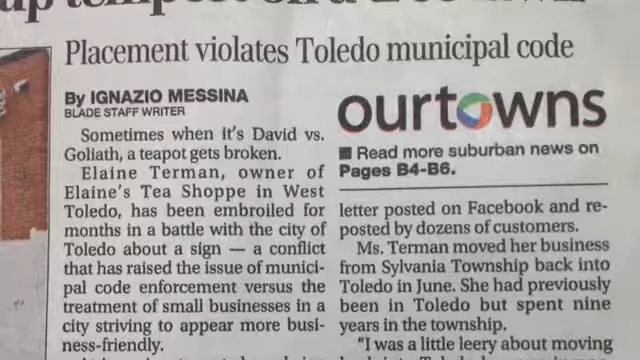 Placement violates Toledo municipal code
By IGNAZIO MESSINA
BLADE STAFF WRITER
Sometimes when it's David vs.
Goliath, a teapot gets broken.
Elaine Terman, owner of
Elaine's Tea Shoppe in West
Toledo, has been embroiled for
months in a battle with the city of
Toledo about a sign — a conflict
that has raised the issue of munici-
pal code enforcement versus the
treatment of small businesses in a
city striving to appear more busi-
ness-friendly.
ourtowns
■ Read more suburban news on
Pages B4-B6.
letter posted on Facebook and re-
posted by dozens of customers.
Ms. Terman moved her business
from Sylvania Township back into
Toledo in June. She had previously
been in Toledo but spent nine
years in the township.
"I was a little leery about moving